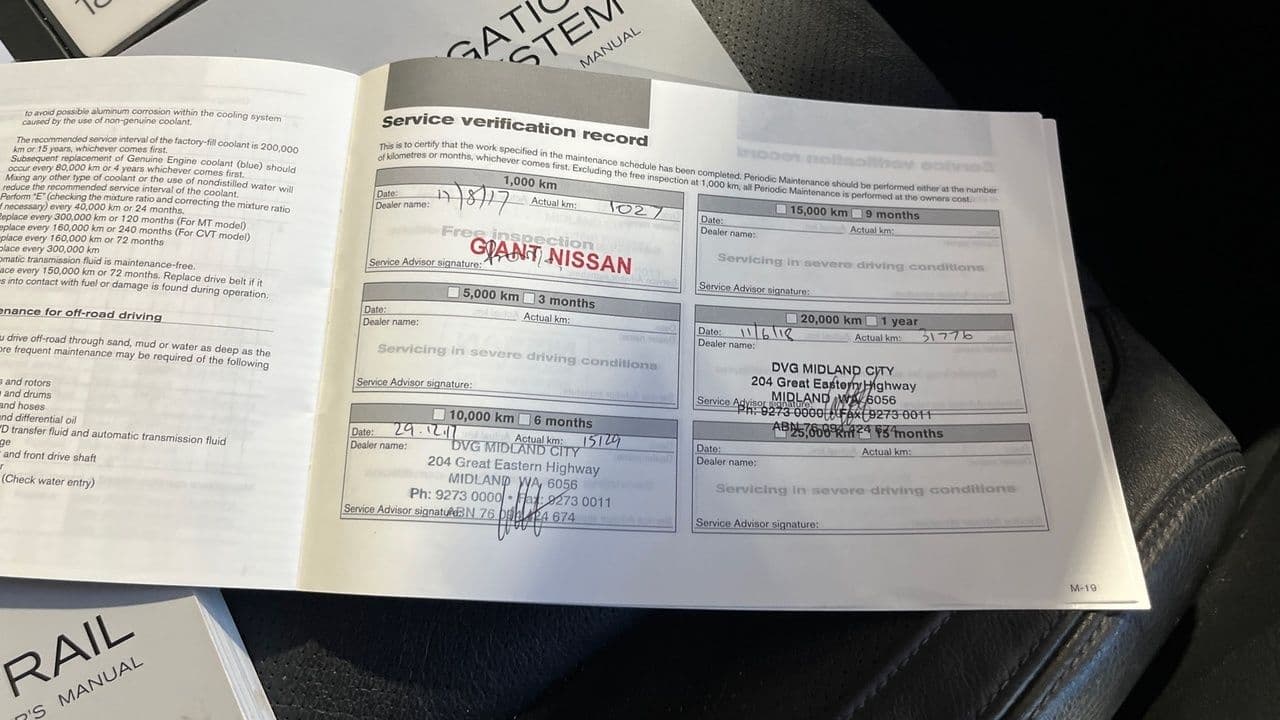 GATIO
STEM
MANUAL
to avoid possible aluminum corrosion within the cooling system
caused by the use of non-genuine coolant.
The recommended service interval of the factory-fill coolant is 200,000
km or 15 years, whichever comes first.
Subsequent replacement of Genuine Engine coolant (blue) should
occur every 80,000 km or 4 years whichever comes first.
Mixing any other type of coolant or the use of nondistilled water will
reduce the recommended service interval of the coolant.
Perform "E" (checking the mixture ratio and correcting the mixture ratio
f necessary) every 40,000 km or 24 months.
Replace every 300,000 km or 120 months (For MT model)
eplace every 160,000 km or 240 months (For CVT model)
place every 160,000 km or 72 months
place every 300,000 km
omatic transmission fluid is maintenance-free.
ace every 150,000 km or 72 months. Replace drive belt if it
s into contact with fuel or damage is found during operation.
enance for off-road driving
u drive off-road through sand, mud or water as deep as the
ore frequent maintenance may be required of the following
s and rotors
and drums
and hoses
nd differential oil
D transfer fluid and automatic transmission fluid
ge
and front drive shaft
r
(Check water entry)
Service verification record
This is to certify that the work specified in the maintenance schedule has been completed. Periodic Maintenance should be performed either at the number
of kilometres or months, whichever comes first. Excluding the free inspection at 1,000 km, all Periodic Maintenance is performed at the owners cost.
1,000 km
Date: 17/8/17 Actual km: 1027
Dealer name:
Free inspection
GIANT NISSAN
Service Advisor signature:
5,000 km 3 months
Date: Actual km:
Dealer name:
Servicing in severe driving conditions
Service Advisor signature:
10,000 km 6 months
Date: 29.12.17 Actual km: 15129
Dealer name: DVG MIDLAND CITY
204 Great Eastern Highway
MIDLAND WA 6056
Ph: 9273 0000 • Fax: 9273 0011
Service Advisor signature: ABN 76 674
15,000 km 9 months
Date: Actual km:
Dealer name:
Servicing in severe driving conditions
Service Advisor signature:
20,000 km 1 year
Date: 11/6/18 Actual km: 31776
Dealer name:
DVG MIDLAND CITY
204 Great Eastern Highway
MIDLAND WA 6056
Service Advisor signature:
Ph: 9273 0000 Fax: 9273 0011
ABN 76 674
25,000 km 15 months
Date: Actual km:
Dealer name:
Servicing in severe driving conditions
Service Advisor signature:
M-19
RAIL
'S MANUAL